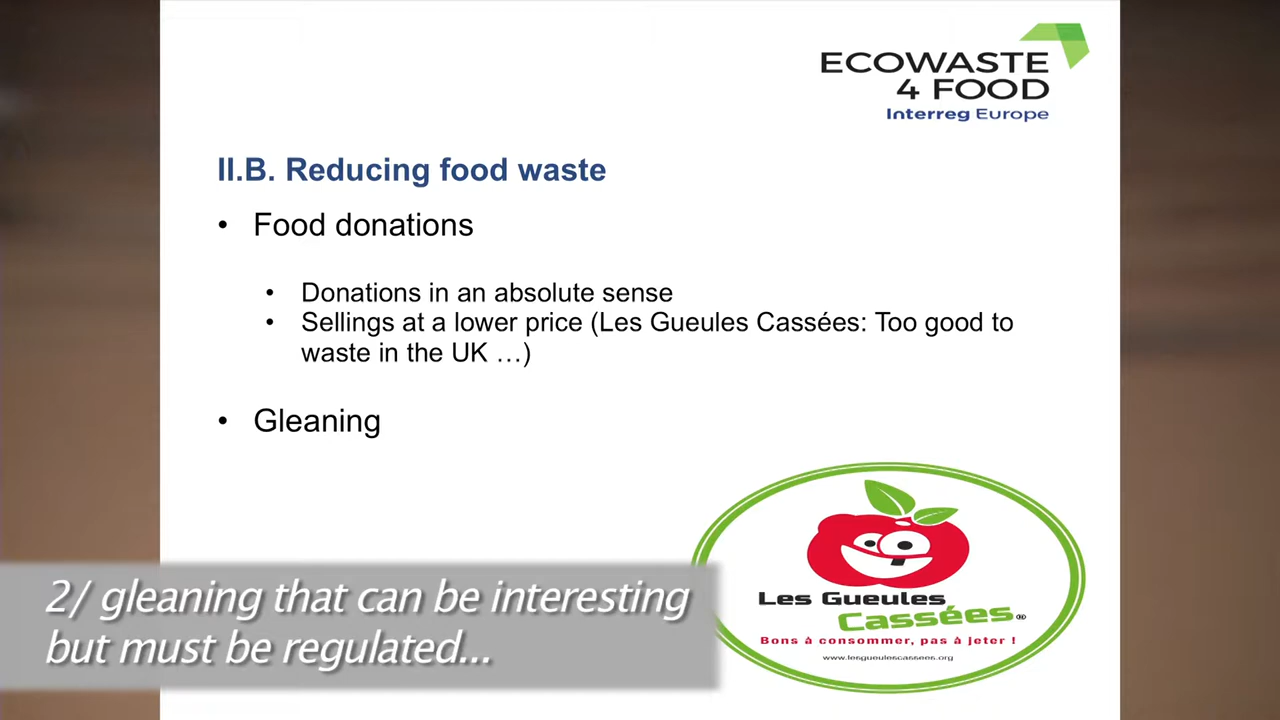 ECOWASTE
4 FOOD
Interreg Europe
II.B. Reducing food waste
• Food donations
• Donations in an absolute sense
• Sellings at a lower price (Les Gueules Cassées: Too good to
waste in the UK …)
• Gleaning
Les Gueules
Cassées®
Bons à consommer, pas à jeter !
www.lesgueulescassees.org
2/ gleaning that can be interesting
but must be regulated...